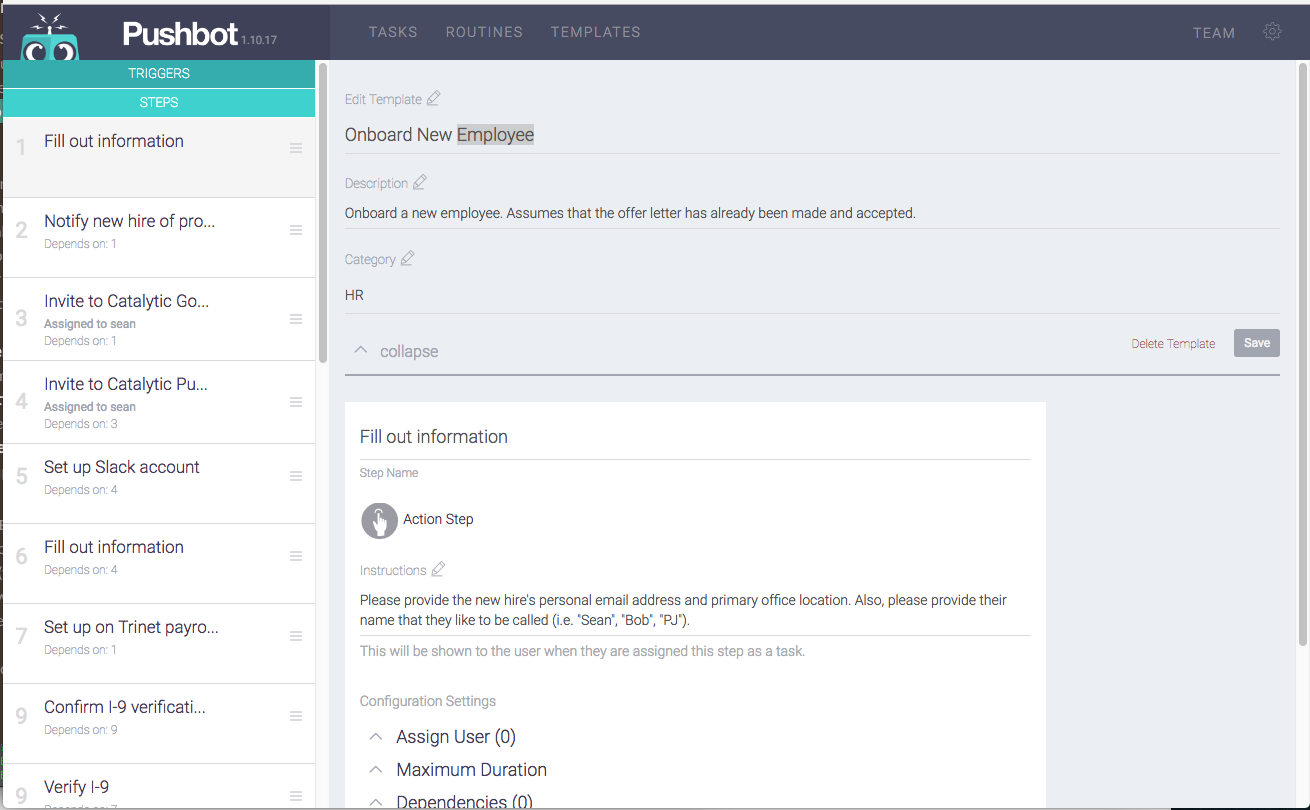 Pushbot 1.10.17
TASKS ROUTINES TEMPLATES TEAM
TRIGGERS
STEPS
1 Fill out information
2 Notify new hire of pro...
Depends on: 1
3 Invite to Catalytic Go...
Assigned to sean
Depends on: 1
4 Invite to Catalytic Pu...
Assigned to sean
Depends on: 3
5 Set up Slack account
Depends on: 4
6 Fill out information
Depends on: 4
7 Set up on Trinet payro...
Depends on: 1
9 Confirm I-9 verificati...
Depends on: 9
9 Verify I-9
Depends on: 7
Edit Template
Onboard New Employee
Description
Onboard a new employee. Assumes that the offer letter has already been made and accepted.
Category
HR
collapse
Delete Template
Save
Fill out information
Step Name
Action Step
Instructions
Please provide the new hire's personal email address and primary office location. Also, please provide their
name that they like to be called (i.e. "Sean", "Bob", "PJ").
This will be shown to the user when they are assigned this step as a task.
Configuration Settings
Assign User (0)
Maximum Duration
Dependencies (0)